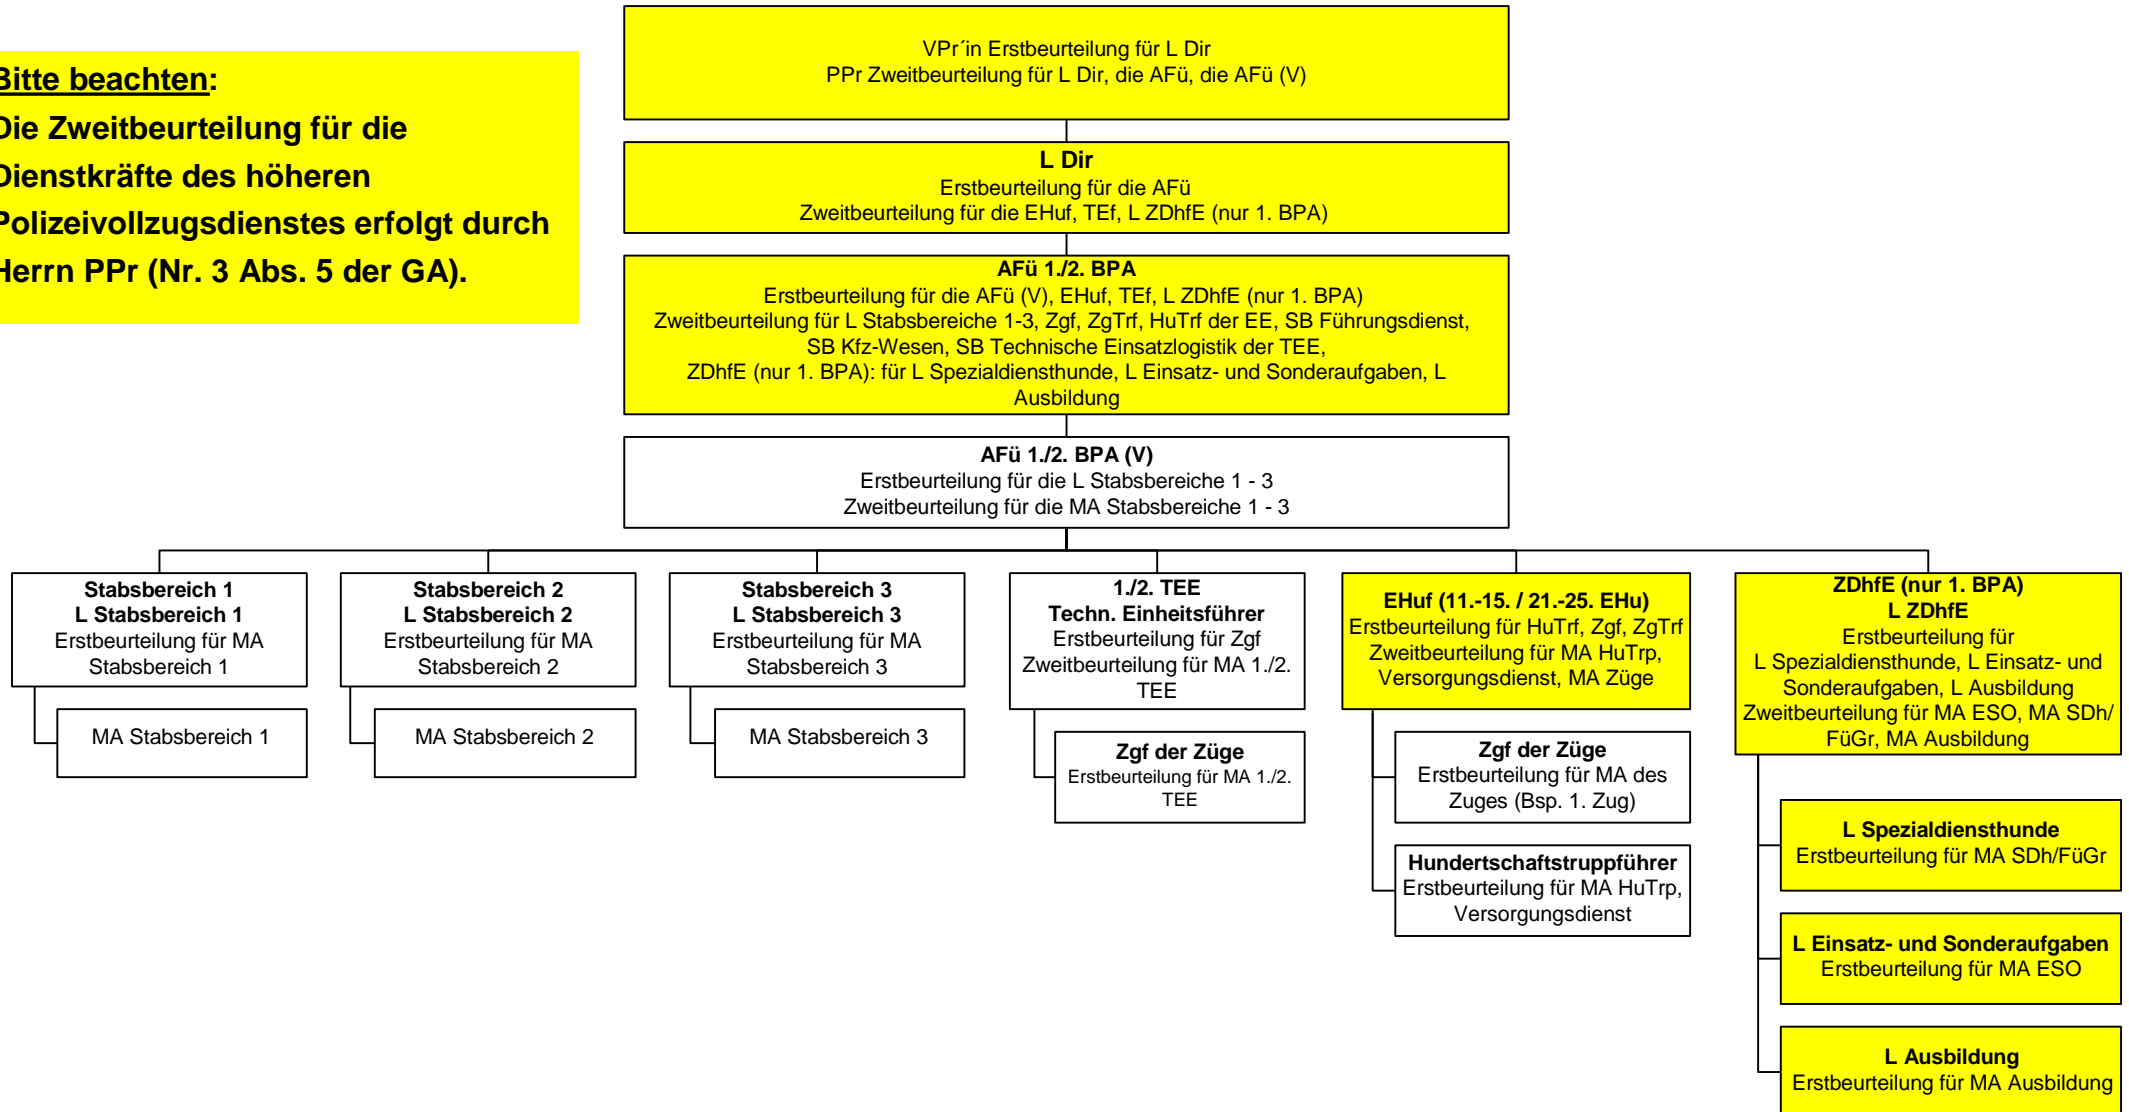 Bitte beachten:
Die Zweitbeurteilung für die
Dienstkräfte des höheren
Polizeivollzugsdienstes erfolgt durch
Herrn PPr (Nr. 3 Abs. 5 der GA).
VPr´in Erstbeurteilung für L Dir
PPr Zweitbeurteilung für L Dir, die AFü, die AFü (V)
L Dir
Erstbeurteilung für die AFü
Zweitbeurteilung für die EHuf, TEf, L ZDhfE (nur 1. BPA)
AFü 1./2. BPA
Erstbeurteilung für die AFü (V), EHuf, TEf, L ZDhfE (nur 1. BPA)
Zweitbeurteilung für L Stabsbereiche 1-3, Zgf, ZgTrf, HuTrf der EE, SB Führungsdienst,
SB Kfz-Wesen, SB Technische Einsatzlogistik der TEE,
ZDhfE (nur 1. BPA): für L Spezialdiensthunde, L Einsatz- und Sonderaufgaben, L
Ausbildung
AFü 1./2. BPA (V)
Erstbeurteilung für die L Stabsbereiche 1 - 3
Zweitbeurteilung für die MA Stabsbereiche 1 - 3
Stabsbereich 1
L Stabsbereich 1
Erstbeurteilung für MA
Stabsbereich 1
MA Stabsbereich 1
Stabsbereich 2
L Stabsbereich 2
Erstbeurteilung für MA
Stabsbereich 2
MA Stabsbereich 2
Stabsbereich 3
L Stabsbereich 3
Erstbeurteilung für MA
Stabsbereich 3
MA Stabsbereich 3
1./2. TEE
Techn. Einheitsführer
Erstbeurteilung für Zgf
Zweitbeurteilung für MA 1./2.
TEE
Zgf der Züge
Erstbeurteilung für MA 1./2.
TEE
EHuf (11.-15. / 21.-25. EHu)
Erstbeurteilung für HuTrf, Zgf, ZgTrf
Zweitbeurteilung für MA HuTrp,
Versorgungsdienst, MA Züge
Zgf der Züge
Erstbeurteilung für MA des
Zuges (Bsp. 1. Zug)
Hundertschaftstruppführer
Erstbeurteilung für MA HuTrp,
Versorgungsdienst
ZDhfE (nur 1. BPA)
L ZDhfE
Erstbeurteilung für
L Spezialdiensthunde, L Einsatz- und
Sonderaufgaben, L Ausbildung
Zweitbeurteilung für MA ESO, MA SDh/
FüGr, MA Ausbildung
L Spezialdiensthunde
Erstbeurteilung für MA SDh/FüGr
L Einsatz- und Sonderaufgaben
Erstbeurteilung für MA ESO
L Ausbildung
Erstbeurteilung für MA Ausbildung